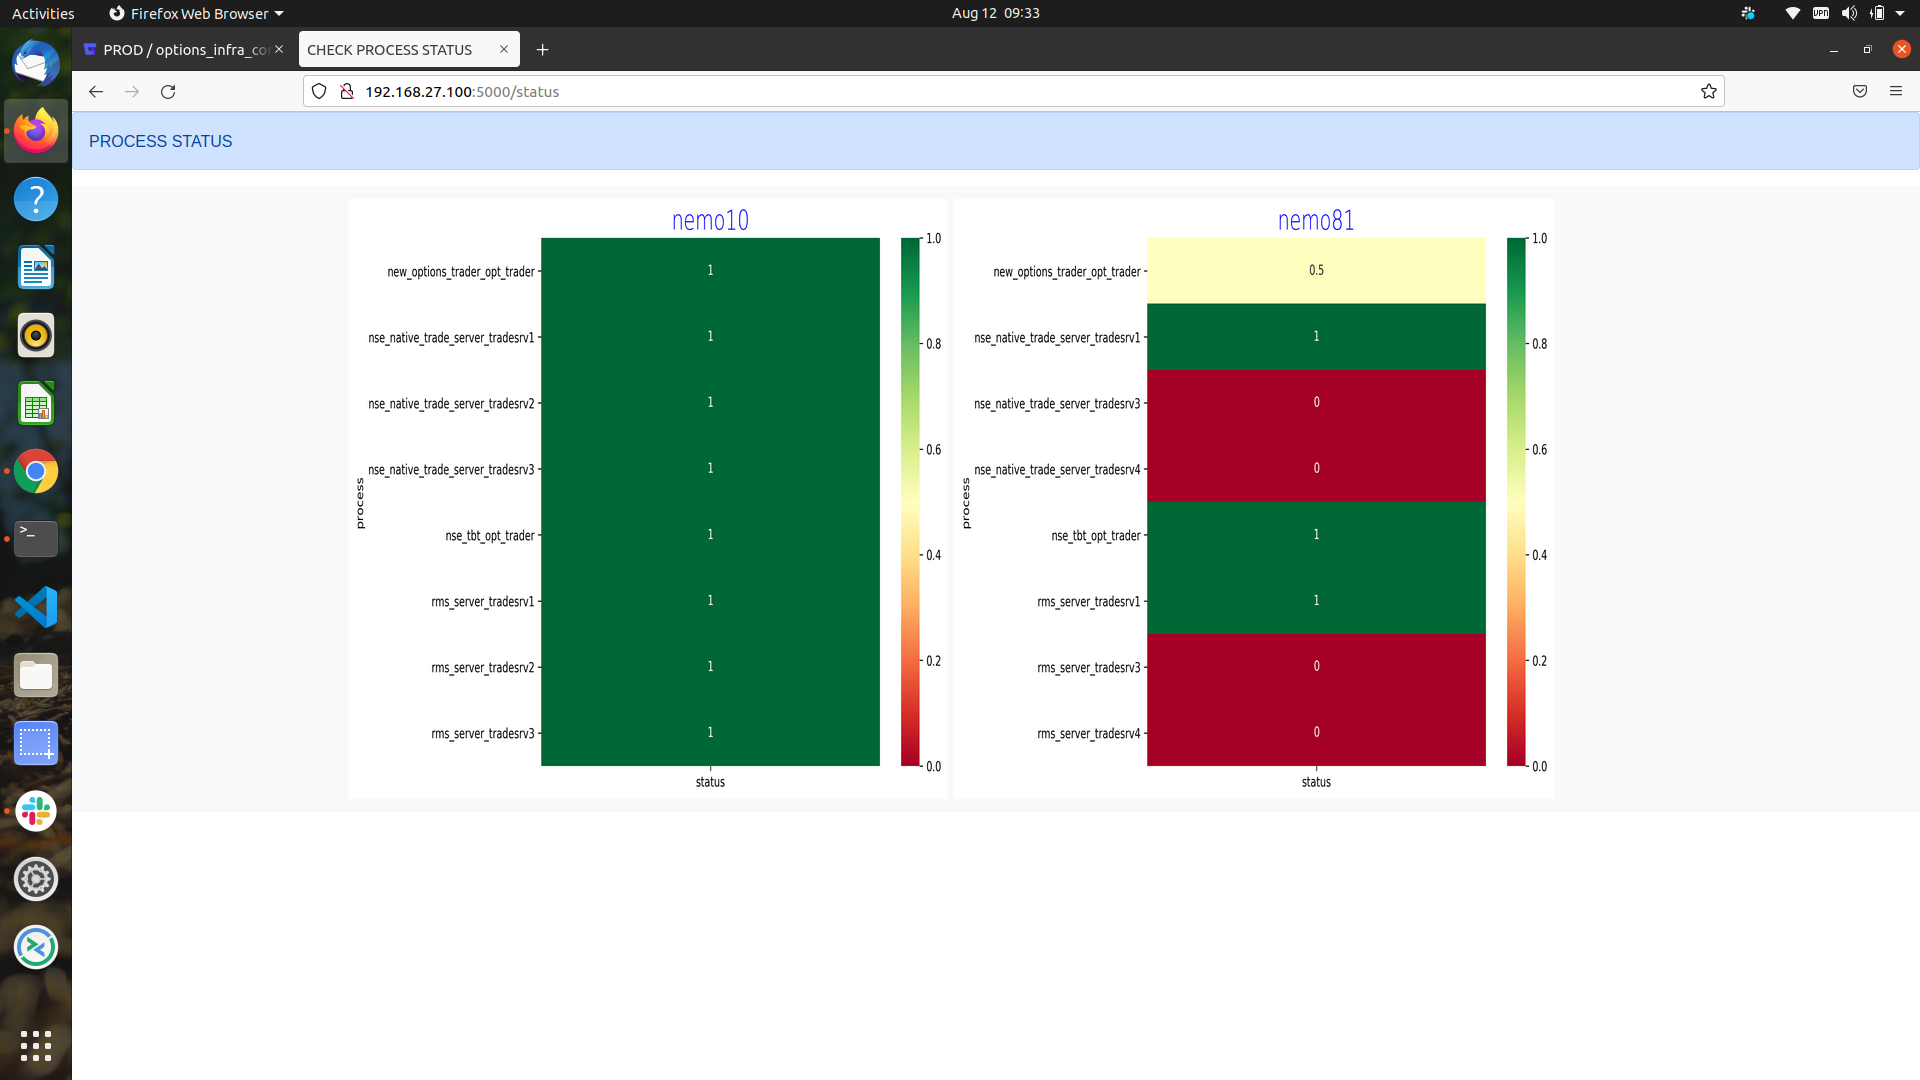 Activities
Firefox Web Browser
Aug 12 09:33
VPN
PROD / options_infra_co
CHECK PROCESS STATUS
192.168.27.100:5000/status
PROCESS STATUS
nemo10
new_options_trader_opt_trader
1
nse_native_trade_server_tradesrv1
1
nse_native_trade_server_tradesrv2
1
nse_native_trade_server_tradesrv3
1
nse_tbt_opt_trader
1
rms_server_tradesrv1
1
rms_server_tradesrv2
1
rms_server_tradesrv3
1
process
status
1.0
0.8
0.6
0.4
0.2
0.0
nemo81
new_options_trader_opt_trader
0.5
nse_native_trade_server_tradesrv1
1
nse_native_trade_server_tradesrv3
0
nse_native_trade_server_tradesrv4
0
nse_tbt_opt_trader
1
rms_server_tradesrv1
1
rms_server_tradesrv3
0
rms_server_tradesrv4
0
process
status
1.0
0.8
0.6
0.4
0.2
0.0